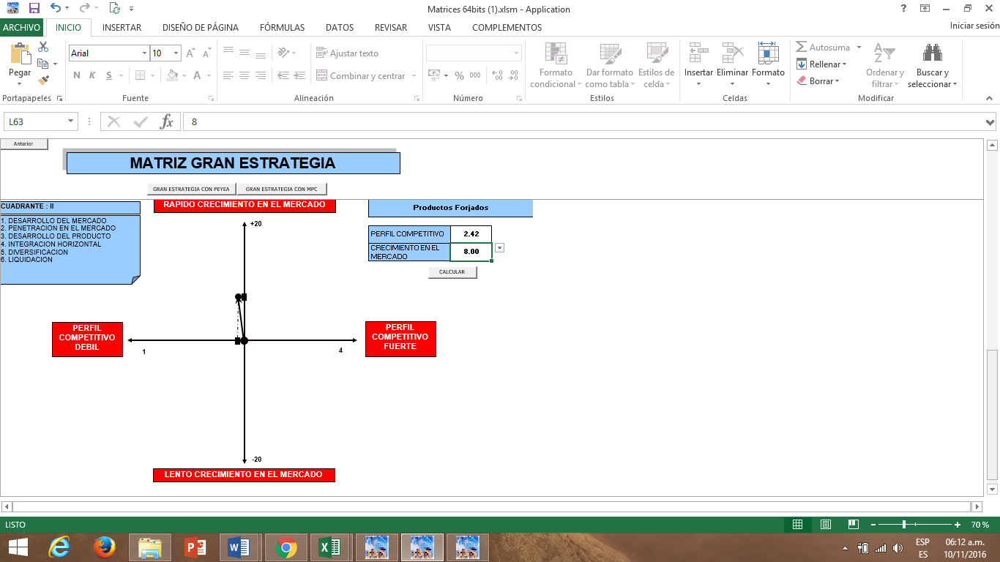 Matrices 64bits (1).xlsm - Application
ARCHIVO INICIO INSERTAR DISEÑO DE PÁGINA FÓRMULAS DATOS REVISAR VISTA COMPLEMENTOS Iniciar sesión
Pegar
Arial 10
N K S
Ajustar texto
Combinar y centrar
% 000
Formato condicional
Dar formato como tabla
Estilos de celda
Insertar Eliminar Formato
Autosuma
Rellenar
Borrar
Ordenar y filtrar
Buscar y seleccionar
Portapapeles Fuente Alineación Número Estilos Celdas Modificar
L63 fx 8
Anterior
MATRIZ GRAN ESTRATEGIA
GRAN ESTRATEGIA CON PEYEA GRAN ESTRATEGIA CON MPC
CUADRANTE : II
1. DESARROLLO DEL MERCADO
2. PENETRACION EN EL MERCADO
3. DESARROLLO DEL PRODUCTO
4. INTEGRACION HORIZONTAL
5. DIVERSIFICACION
6. LIQUIDACION
RAPIDO CRECIMIENTO EN EL MERCADO
+20
Productos Forjados
PERFIL COMPETITIVO 2.42
CRECIMIENTO EN EL
MERCADO
8.00
CALCULAR
PERFIL
COMPETITIVO
DEBIL
1
4
PERFIL
COMPETITIVO
FUERTE
-20
LENTO CRECIMIENTO EN EL MERCADO
LISTO 70 %
ESP
ES
06:12 a.m.
10/11/2016